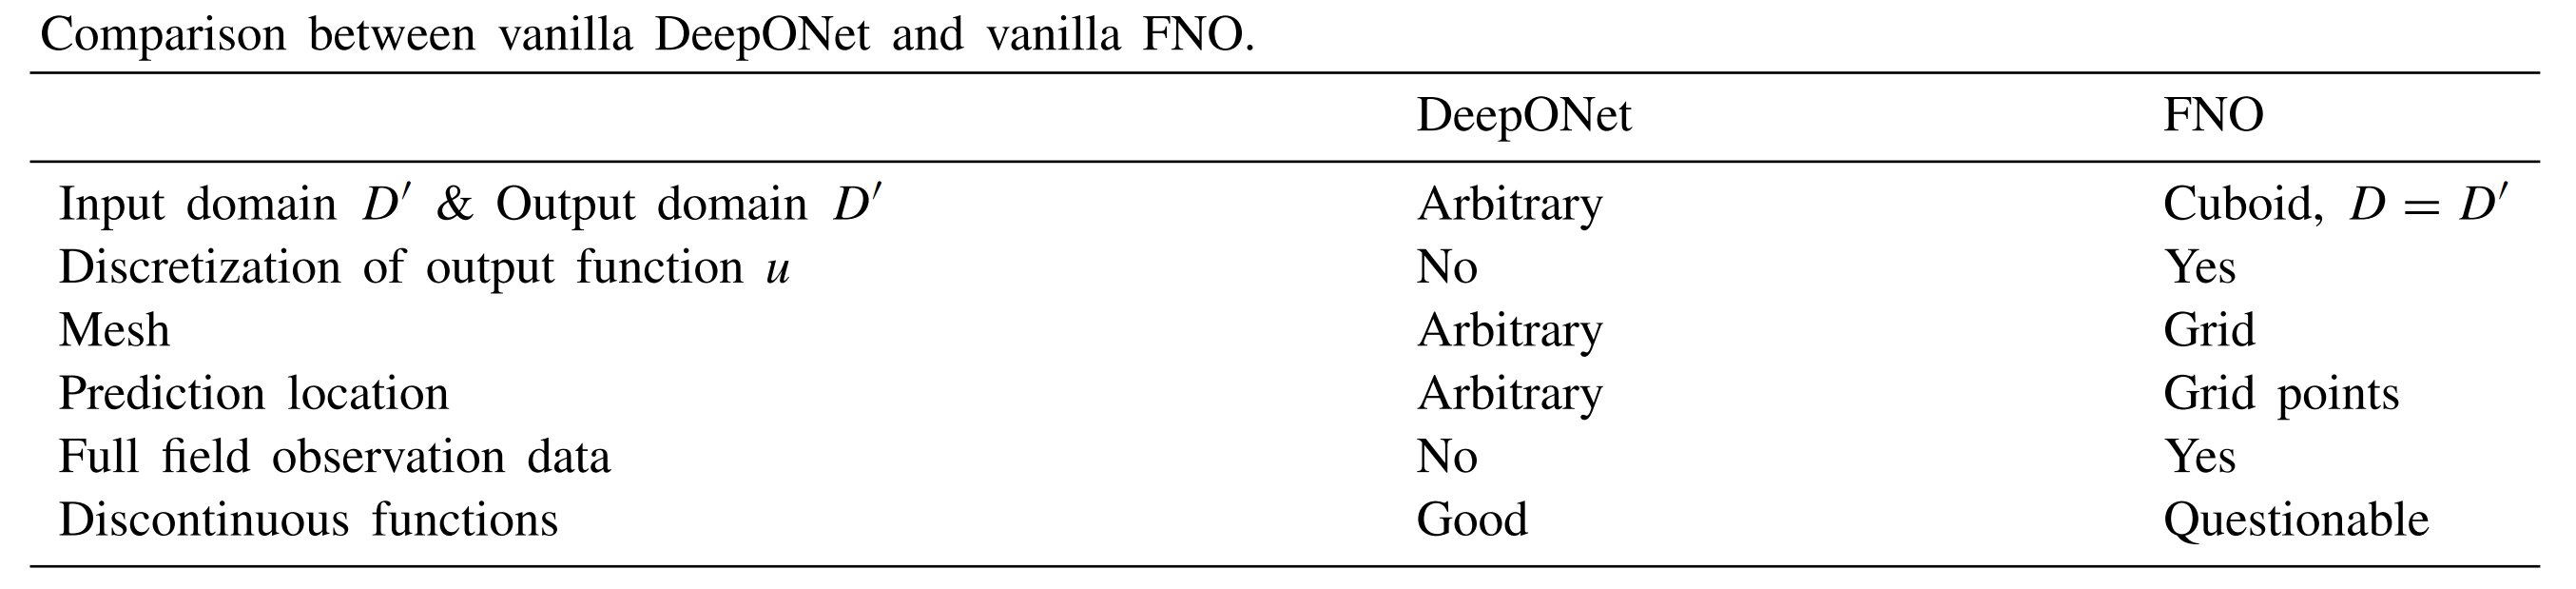 Comparison between vanilla DeepONet and vanilla FNO.
DeepONet FNO
Input domain D′ & Output domain D′ Arbitrary Cuboid, D = D′
Discretization of output function u No Yes
Mesh Arbitrary Grid
Prediction location Arbitrary Grid points
Full field observation data No Yes
Discontinuous functions Good Questionable